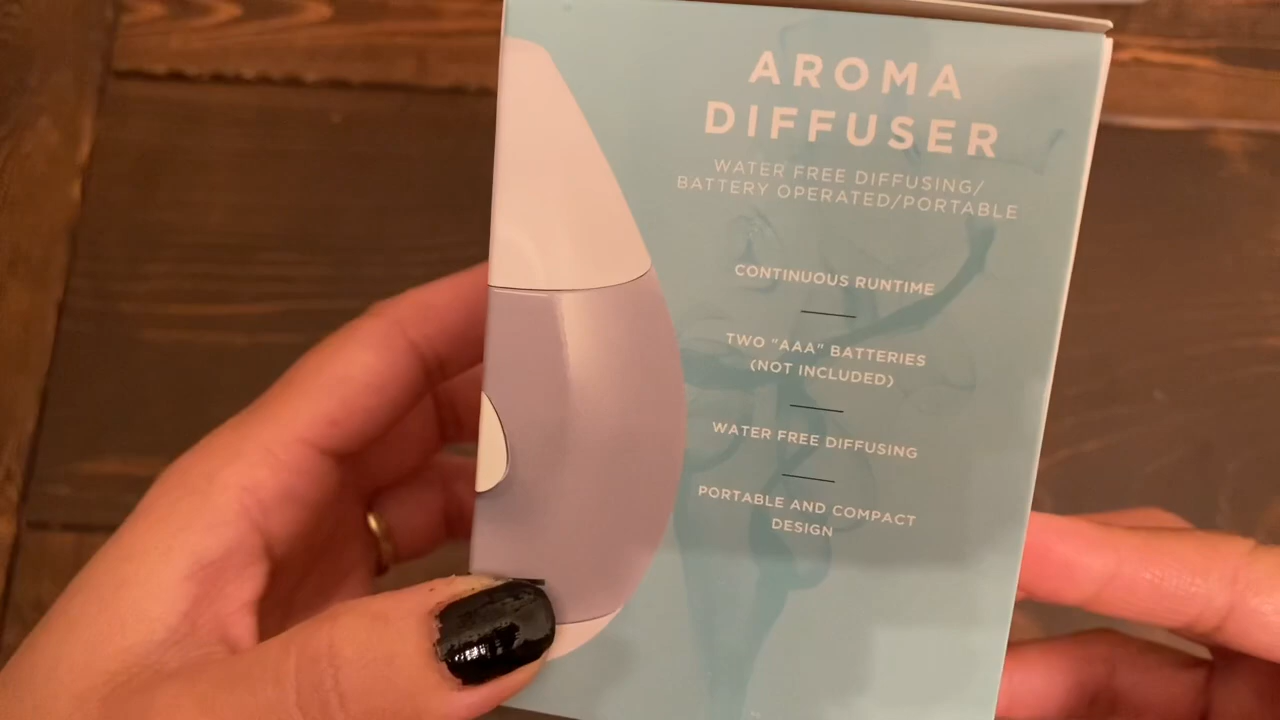 AROMA
DIFFUSER
WATER FREE DIFFUSING/
BATTERY OPERATED/PORTABLE
CONTINUOUS RUNTIME
TWO "AAA" BATTERIES
(NOT INCLUDED)
WATER FREE DIFFUSING
PORTABLE AND COMPACT
DESIGN